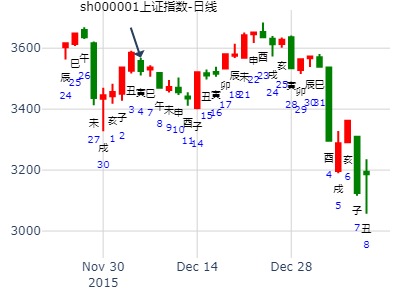 sh000001上证指数-日线
3600
3400
3200
3000
辰
24
巳
25
午
26
未
27
戌
30
亥
1
子
2
丑
3
寅
4
巳
7
午
8
未
9
申
10
酉
11
子
14
丑
15
寅
16
卯
17
辰
18
未
21
申
22
酉
23
戌
24
亥
25
寅
28
卯
29
辰
30
巳
31
酉
4
戌
5
亥
6
子
7
丑
8
Nov 30
2015
Dec 14
Dec 28